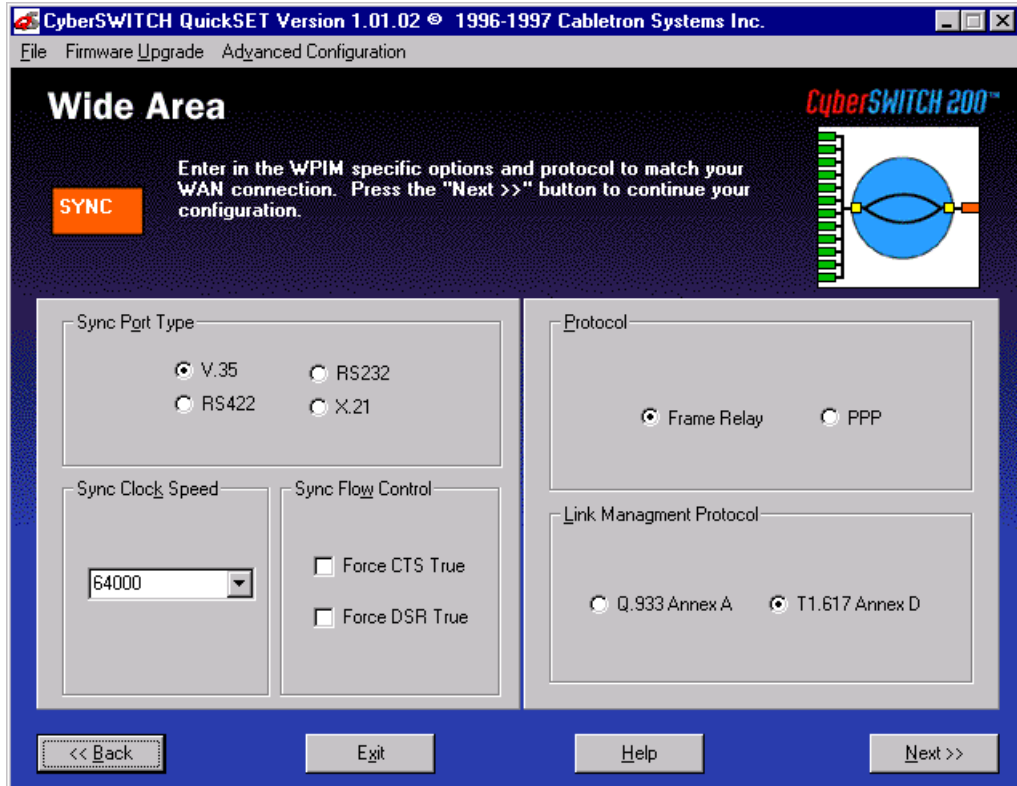 CyberSWITCH QuickSET Version 1.01.02 © 1996-1997 Cabletron Systems Inc.
File Firmware Upgrade Advanced Configuration
Wide Area
CyberSWITCH 200™
Enter in the WPIM specific options and protocol to match your
WAN connection. Press the "Next >>" button to continue your
configuration.
SYNC
Sync Port Type
V.35
RS232
RS422
X.21
Protocol
Frame Relay
PPP
Sync Clock Speed
64000
Sync Flow Control
Force CTS True
Force DSR True
Link Managment Protocol
Q.933 Annex A
T1.617 Annex D
<< Back
Exit
Help
Next >>